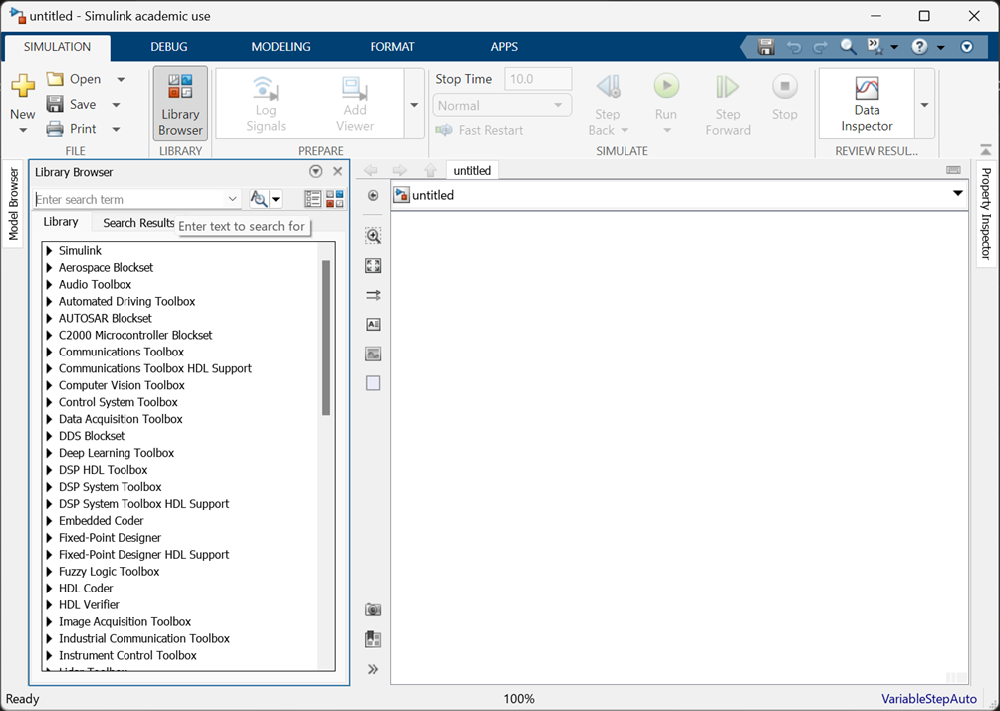 untitled - Simulink academic use
SIMULATION DEBUG MODELING FORMAT APPS
New
Open
Save
Print
FILE
Library
Browser
LIBRARY
Log
Signals
Add
Viewer
PREPARE
Stop Time 10.0
Normal
Fast Restart
Step
Back
Run
Step
Forward
Stop
SIMULATE
Data
Inspector
REVIEW RESUL...
Model Browser
Library Browser
Enter search term
Library Search Results
Enter text to search for
Simulink
Aerospace Blockset
Audio Toolbox
Automated Driving Toolbox
AUTOSAR Blockset
C2000 Microcontroller Blockset
Communications Toolbox
Communications Toolbox HDL Support
Computer Vision Toolbox
Control System Toolbox
Data Acquisition Toolbox
DDS Blockset
Deep Learning Toolbox
DSP HDL Toolbox
DSP System Toolbox
DSP System Toolbox HDL Support
Embedded Coder
Fixed-Point Designer
Fixed-Point Designer HDL Support
Fuzzy Logic Toolbox
HDL Coder
HDL Verifier
Image Acquisition Toolbox
Industrial Communication Toolbox
Instrument Control Toolbox
untitled
untitled
Property Inspector
Ready 100% VariableStepAuto